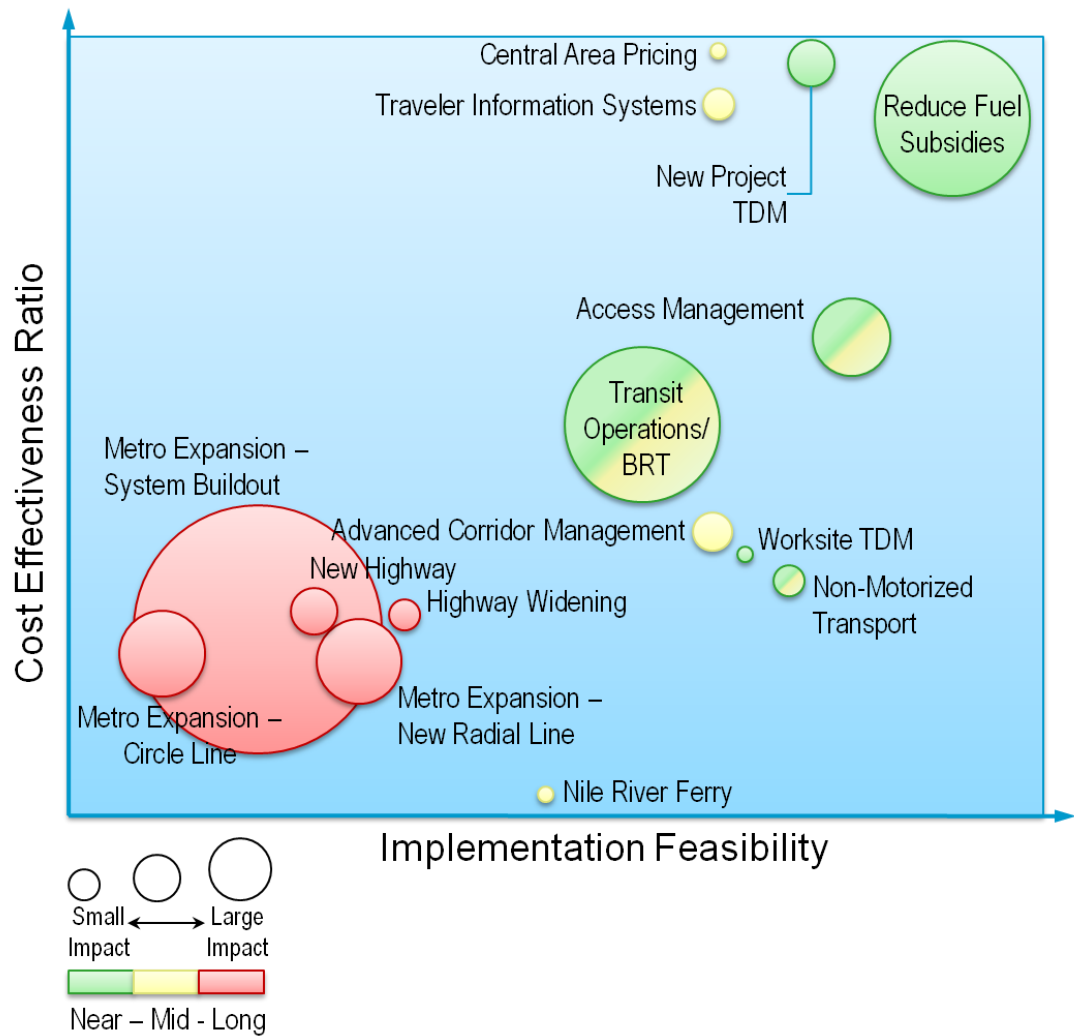 Central Area Pricing
Traveler Information Systems
Reduce Fuel
Subsidies
New Project
TDM
Access Management
Transit
Operations/
BRT
Cost Effectiveness Ratio
Metro Expansion –
System Buildout
Advanced Corridor Management
Worksite TDM
New Highway
Highway Widening
Non-Motorized
Transport
Metro Expansion –
Circle Line
Metro Expansion –
New Radial Line
Nile River Ferry
Implementation Feasibility
Small
Impact
Large
Impact
Near – Mid - Long